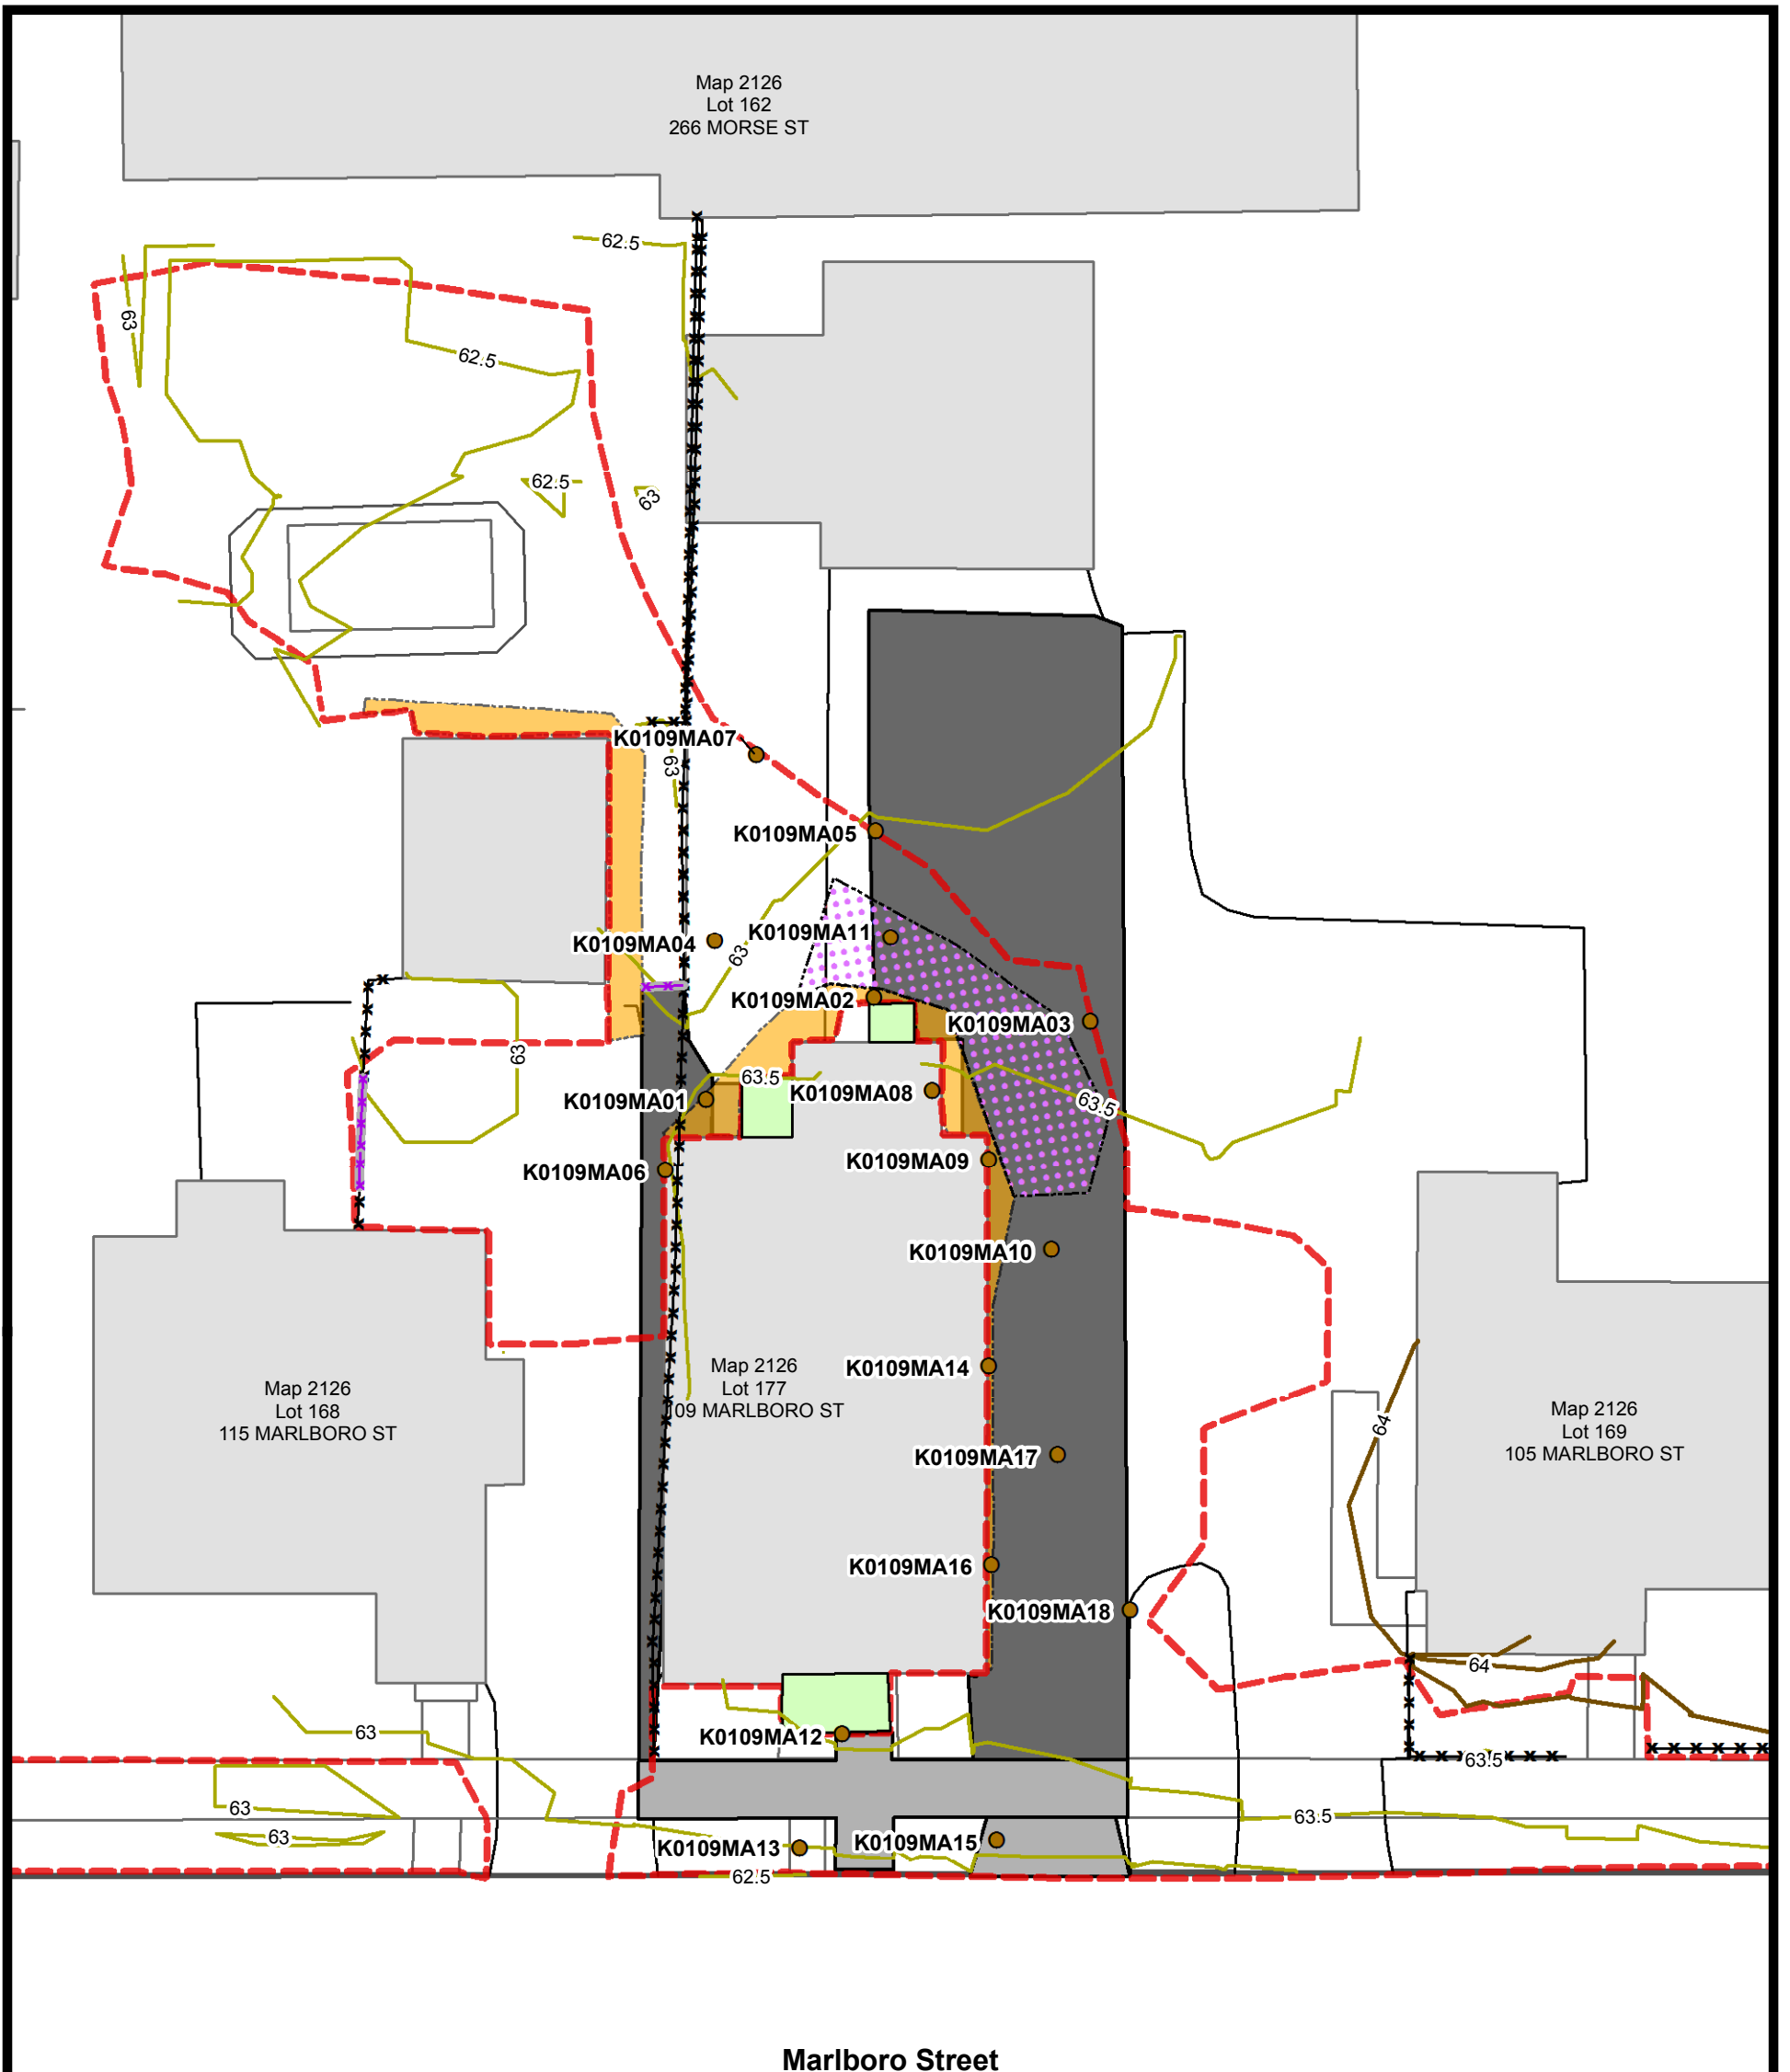 Map 2126
Lot 162
266 MORSE ST
62.5
63
62.5
62.5
63
K0109MA07
63
K0109MA05
K0109MA11
K0109MA04
63
K0109MA02
K0109MA03
63
63.5
K0109MA08
K0109MA01
63.5
K0109MA09
K0109MA06
K0109MA10
Map 2126
Lot 177
09 MARLBORO ST
K0109MA14
Map 2126
Lot 168
115 MARLBORO ST
64
Map 2126
Lot 169
105 MARLBORO ST
K0109MA17
K0109MA16
K0109MA18
64
63
K0109MA12
63.5
63
63.5
63
K0109MA13
K0109MA15
62.5
Marlboro Street